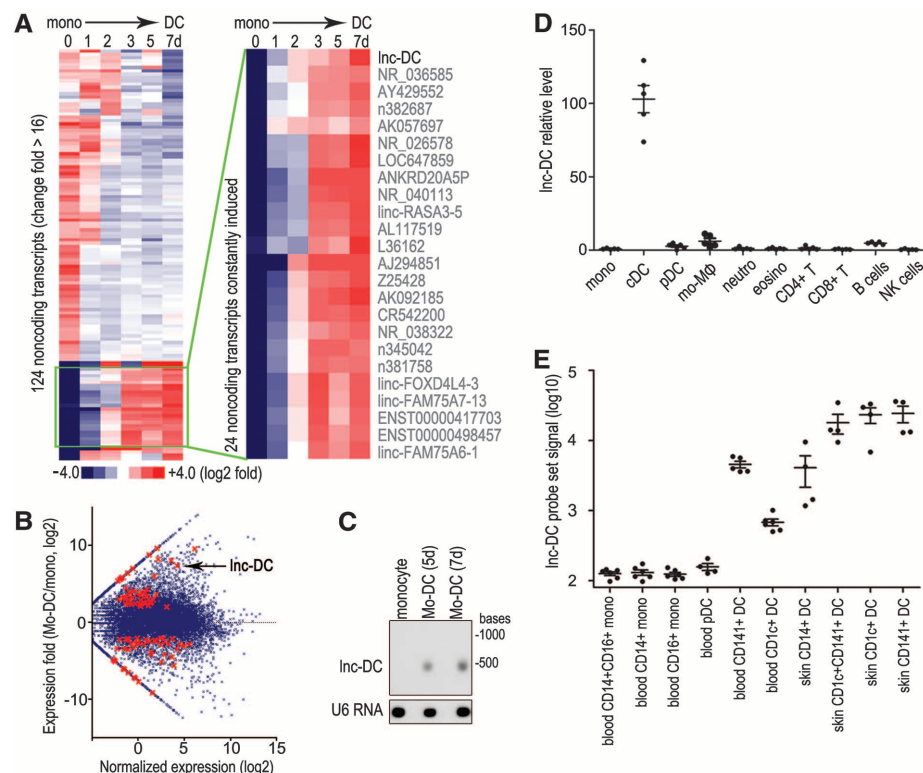 A
mono DC
0 1 2 3 5 7d
124 noncoding transcripts (change fold > 16)
−4.0 +4.0 (log2 fold)
mono DC
0 1 2 3 5 7d
24 noncoding transcripts constantly induced
lnc-DC
NR_036585
AY429552
n382687
AK057697
NR_026578
LOC647859
ANKRD20A5P
NR_040113
linc-RASA3-5
AL117519
L36162
AJ294851
Z25428
AK092185
CR542200
NR_038322
n345042
n381758
linc-FOXD4L4-3
linc-FAM75A7-13
ENST00000417703
ENST00000498457
linc-FAM75A6-1
B
Expression fold (Mo-DC/mono, log2)
10
0
-10
lnc-DC
0 5 10 15
Normalized expression (log2)
C
monocyte
Mo-DC (5d)
Mo-DC (7d)
bases
-1000
-500
lnc-DC
U6 RNA
D
lnc-DC relative level
150
100
50
0
mono
cDC
pDC
mo-MΦ
neutro
eosino
CD4+ T
CD8+ T
B cells
NK cells
E
lnc-DC probe set signal (log10)
5
4
3
2
blood CD14+CD16+ mono
blood CD14+ mono
blood CD16+ mono
blood pDC
blood CD141+ DC
blood CD1c+ DC
skin CD14+ DC
skin CD1c+CD141+ DC
skin CD1c+ DC
skin CD141+ DC